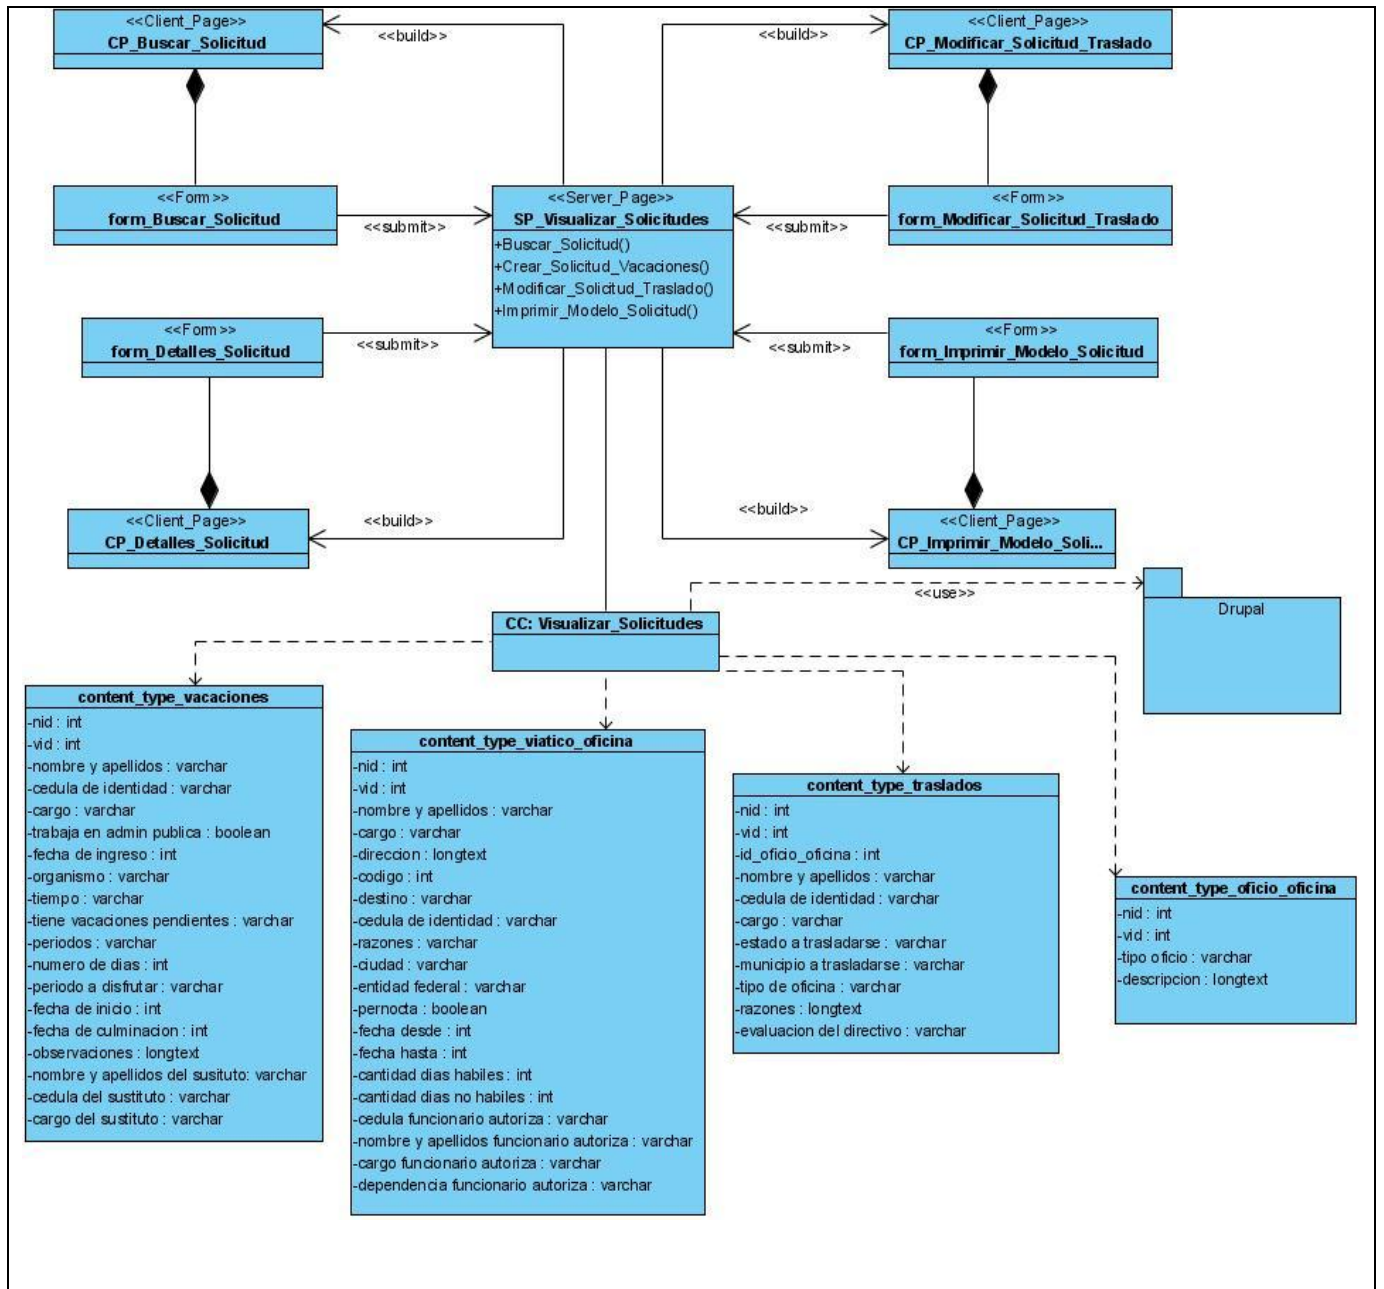 <<Client_Page>>
CP_Buscar_Solicitud
<<build>>
<<build>>
<<Client_Page>>
CP_Modificar_Solicitud_Traslado
<<Form>>
form_Buscar_Solicitud
<<submit>>
<<Server_Page>>
SP_Visualizar_Solicitudes
+Buscar_Solicitud()
+Crear_Solicitud_Vacaciones()
+Modificar_Solicitud_Traslado()
+Imprimir_Modelo_Solicitud()
<<submit>>
<<Form>>
form_Modificar_Solicitud_Traslado
<<Form>>
form_Detalles_Solicitud
<<submit>>
<<submit>>
<<Form>>
form_Imprimir_Modelo_Solicitud
<<Client_Page>>
CP_Detalles_Solicitud
<<build>>
<<build>>
<<Client_Page>>
CP_Imprimir_Modelo_Soli...
CC: Visualizar_Solicitudes
<<use>>
Drupal
content_type_vacaciones
-nid : int
-vid : int
-nombre y apellidos : varchar
-cedula de identidad : varchar
-cargo : varchar
-trabaja en admin publica : boolean
-fecha de ingreso : int
-organismo : varchar
-tiempo : varchar
-tiene vacaciones pendientes : varchar
-periodos : varchar
-numero de dias : int
-periodo a disfrutar : varchar
-fecha de inicio : int
-fecha de culminacion : int
-observaciones : longtext
-nombre y apellidos del susituto: varchar
-cedula del sustituto : varchar
-cargo del sustituto : varchar
content_type_viatico_oficina
-nid : int
-vid : int
-nombre y apellidos : varchar
-cargo : varchar
-direccion : longtext
-codigo : int
-destino : varchar
-cedula de identidad : varchar
-razones : varchar
-ciudad : varchar
-entidad federal : varchar
-pernocta : boolean
-fecha desde : int
-fecha hasta : int
-cantidad dias habiles : int
-cantidad dias no habiles : int
-cedula funcionario autoriza : varchar
-nombre y apellidos funcionario autoriza : varchar
-cargo funcionario autoriza : varchar
-dependencia funcionario autoriza : varchar
content_type_traslados
-nid : int
-vid : int
-id_oficio_oficina : int
-nombre y apellidos : varchar
-cedula de identidad : varchar
-cargo : varchar
-estado a trasladarse : varchar
-municipio a trasladarse : varchar
-tipo de oficina : varchar
-razones : longtext
-evaluacion del directivo : varchar
content_type_oficio_oficina
-nid : int
-vid : int
-tipo oficio : varchar
-descripcion : longtext